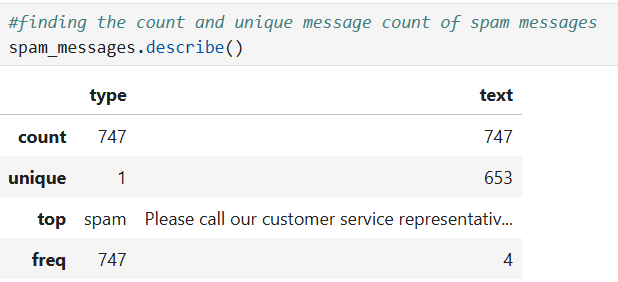 #finding the count and unique message count of spam messages
spam_messages.describe()
type text
count 747 747
unique 1 653
top spam Please call our customer service representativ...
freq 747 4